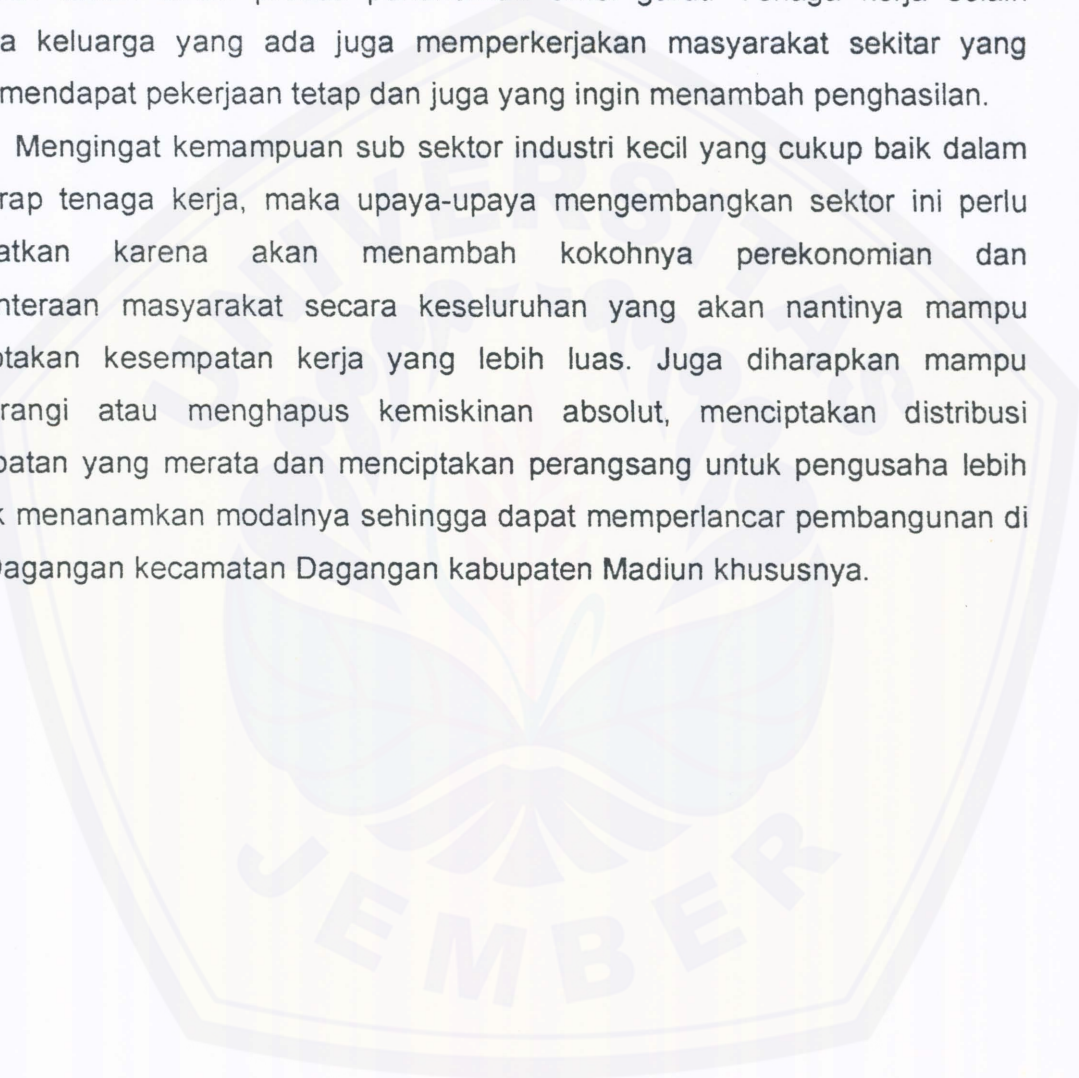 a keluarga yang ada juga memperkerjakan masyarakat sekitar yang
mendapat pekerjaan tetap dan juga yang ingin menambah penghasilan.
Mengingat kemampuan sub sektor industri kecil yang cukup baik dalam
rap tenaga kerja, maka upaya-upaya mengembangkan sektor ini perlu
atkan karena akan menambah kokohnya perekonomian dan
nteraan masyarakat secara keseluruhan yang akan nantinya mampu
takan kesempatan kerja yang lebih luas. Juga diharapkan mampu
rangi atau menghapus kemiskinan absolut, menciptakan distribusi
patan yang merata dan menciptakan perangsang untuk pengusaha lebih
k menanamkan modalnya sehingga dapat memperlancar pembangunan di
Dagangan kecamatan Dagangan kabupaten Madiun khususnya.
UNIVERSITAS
JEMBER